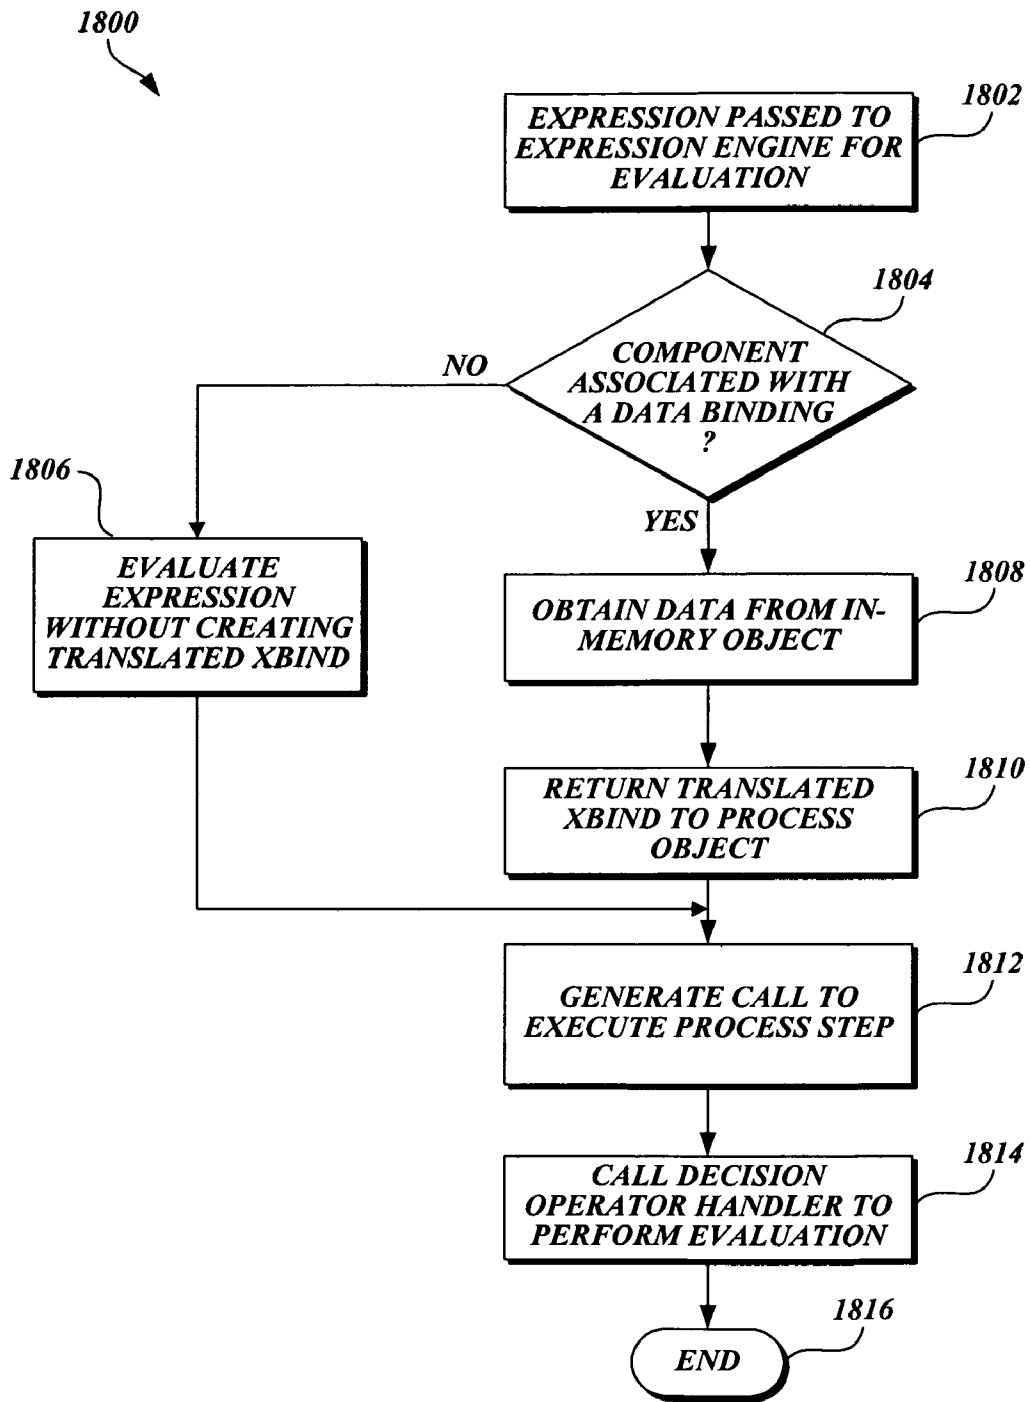 1800
1802
EXPRESSION PASSED TO
EXPRESSION ENGINE FOR
EVALUATION
1804
COMPONENT
ASSOCIATED WITH
A DATA BINDING
?
NO
YES
1806
EVALUATE
EXPRESSION
WITHOUT CREATING
TRANSLATED XBIND
1808
OBTAIN DATA FROM IN-
MEMORY OBJECT
1810
RETURN TRANSLATED
XBIND TO PROCESS
OBJECT
1812
GENERATE CALL TO
EXECUTE PROCESS STEP
1814
CALL DECISION
OPERATOR HANDLER TO
PERFORM EVALUATION
1816
END